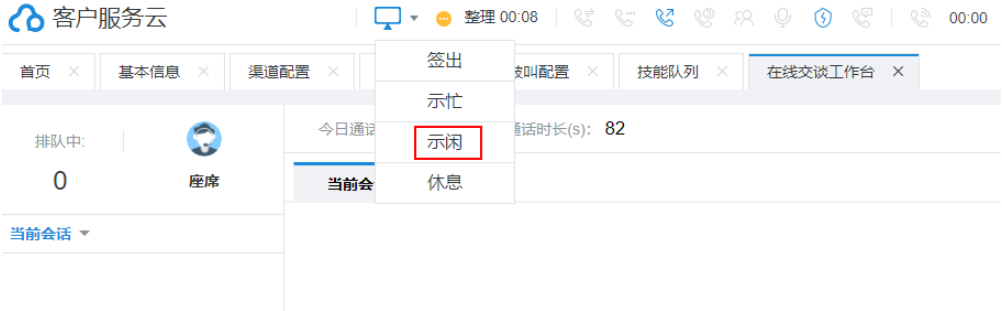 客户服务云 整理 00:08 00:00
首页 基本信息 渠道配置 被叫配置 技能队列 在线交谈工作台
签出
示忙
示闲
休息
排队中:
0
座席
今日通话 通话时长(s): 82
当前会
当前会话